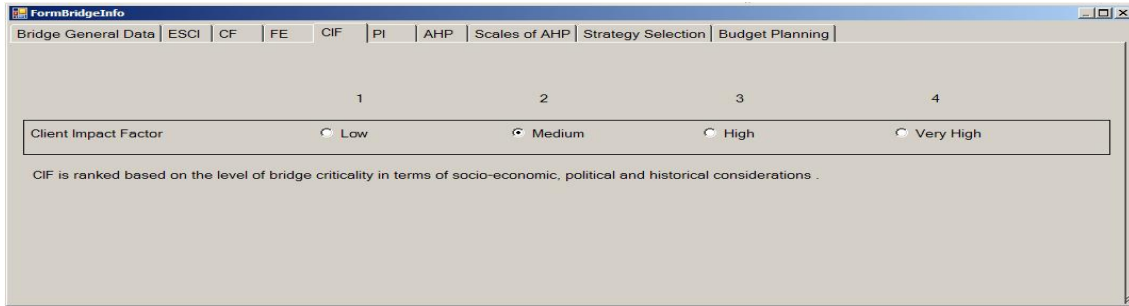 FormBridgeInfo
Bridge General Data ESCI CF FE CIF PI AHP Scales of AHP Strategy Selection Budget Planning
1 2 3 4
Client Impact Factor Low Medium High Very High
CIF is ranked based on the level of bridge criticality in terms of socio-economic, political and historical considerations .